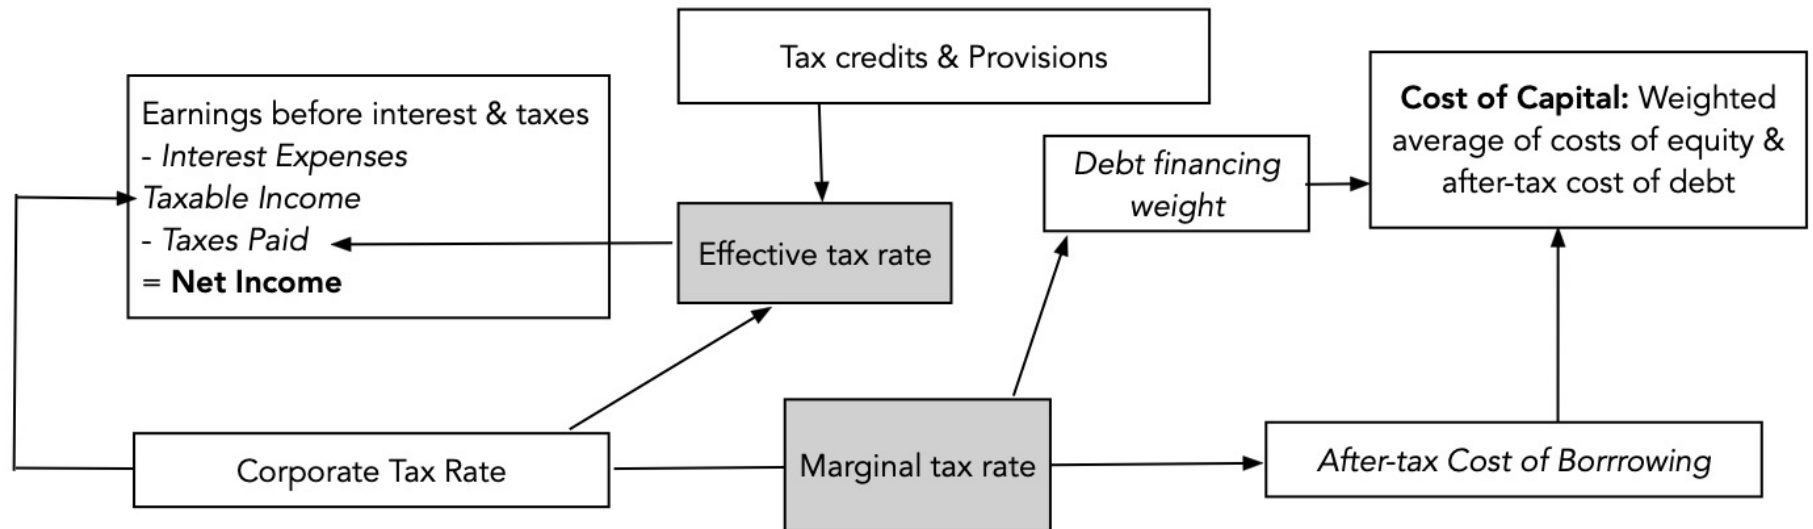 Tax credits & Provisions
Earnings before interest & taxes
- Interest Expenses
Taxable Income
- Taxes Paid
= Net Income
Effective tax rate
Debt financing
weight
Cost of Capital: Weighted
average of costs of equity &
after-tax cost of debt
Corporate Tax Rate
Marginal tax rate
After-tax Cost of Borrrowing